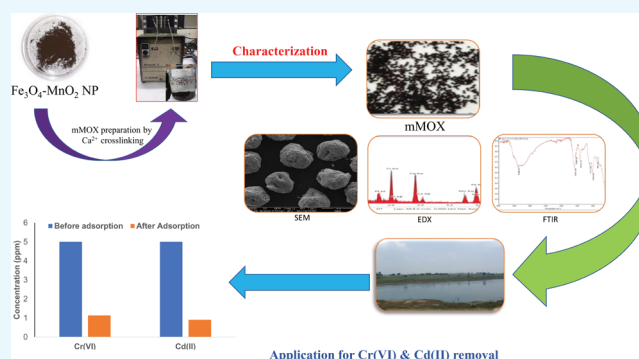 Characterization
Fe₃O₄-MnO₂ NP
mMOX preparation by
Ca²⁺ crosslinking
mMOX
SEM
EDX
FTIR
Before adsorption
After Adsorption
Concentration (ppm)
6
5
4
3
2
1
0
Cr(VI)
Cd(II)
Application for Cr(VI) & Cd(II) removal